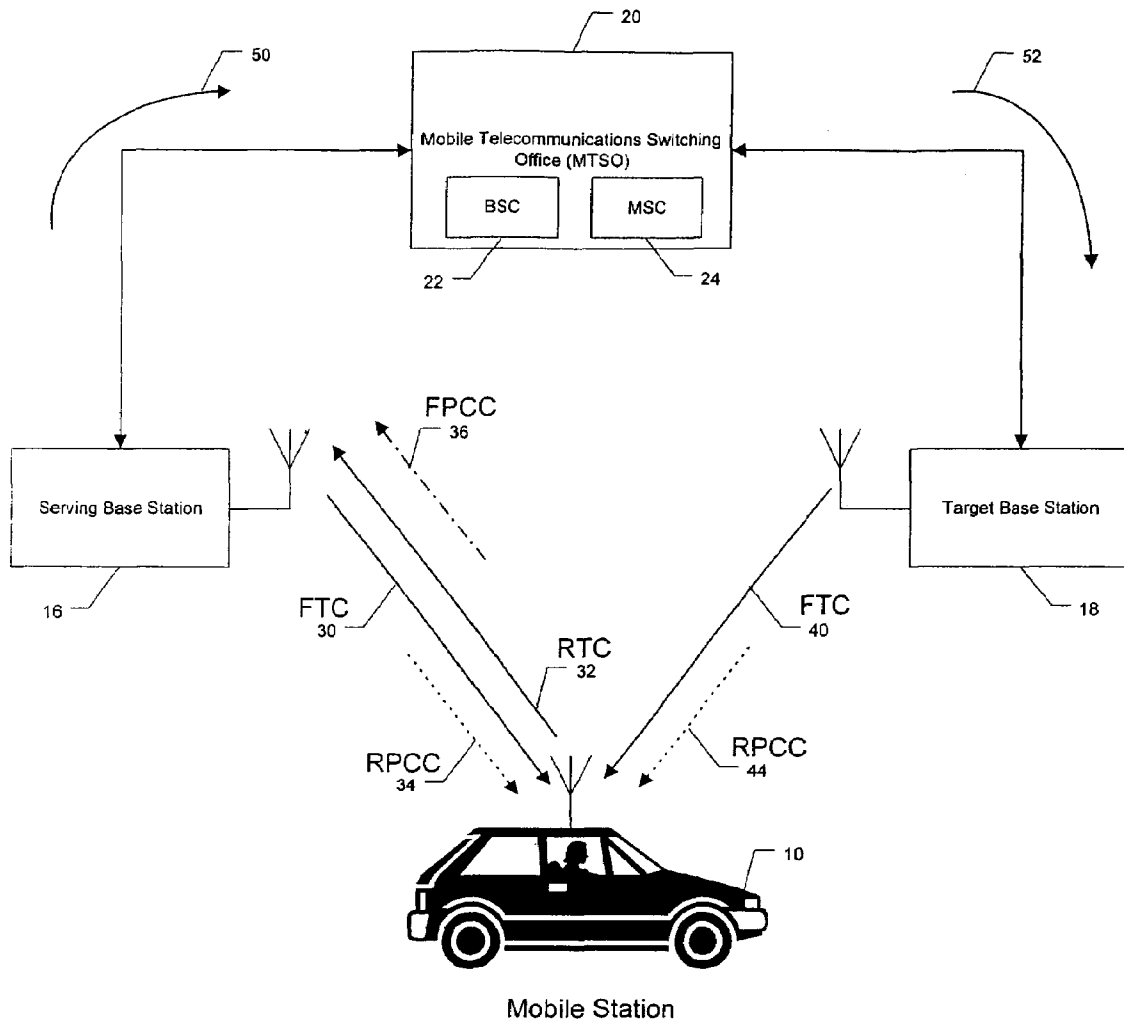 20
50
52
Mobile Telecommunications Switching
Office (MTSO)
BSC
MSC
22
24
FPCC
36
Serving Base Station
Target Base Station
16
18
FTC
30
FTC
40
RTC
32
RPCC
34
RPCC
44
10
Mobile Station